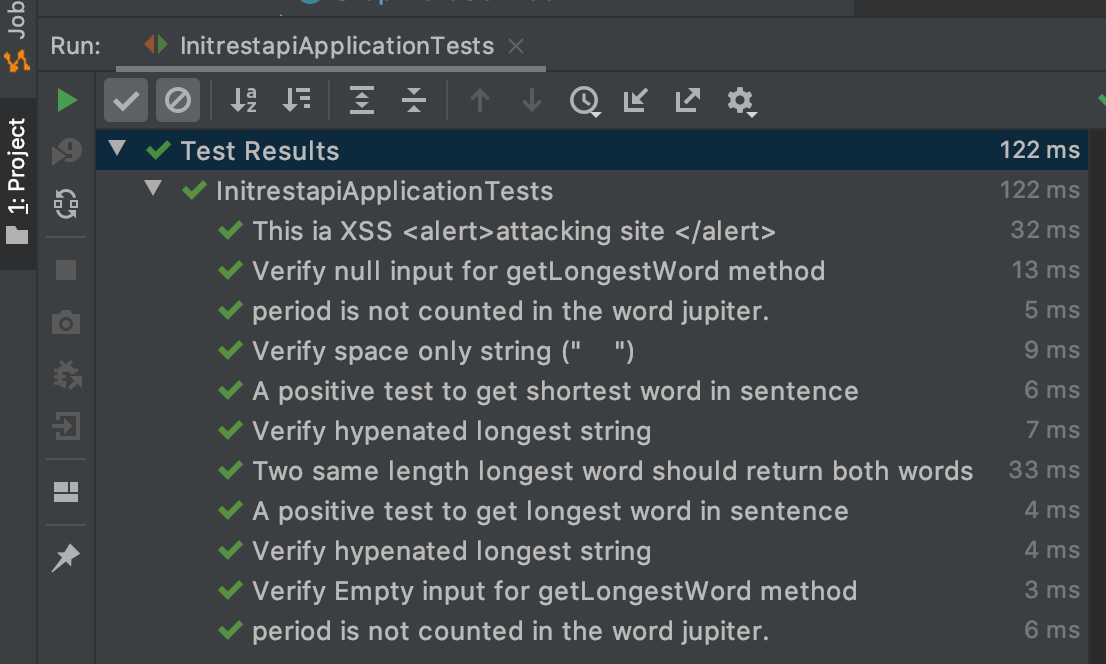 Job
Run: InitrestapiApplicationTests
1: Project
Test Results 122 ms
InitrestapiApplicationTests 122 ms
This ia XSS <alert>attacking site </alert> 32 ms
Verify null input for getLongestWord method 13 ms
period is not counted in the word jupiter. 5 ms
Verify space only string ("    ") 9 ms
A positive test to get shortest word in sentence 6 ms
Verify hypenated longest string 7 ms
Two same length longest word should return both words 33 ms
A positive test to get longest word in sentence 4 ms
Verify hypenated longest string 4 ms
Verify Empty input for getLongestWord method 3 ms
period is not counted in the word jupiter. 6 ms